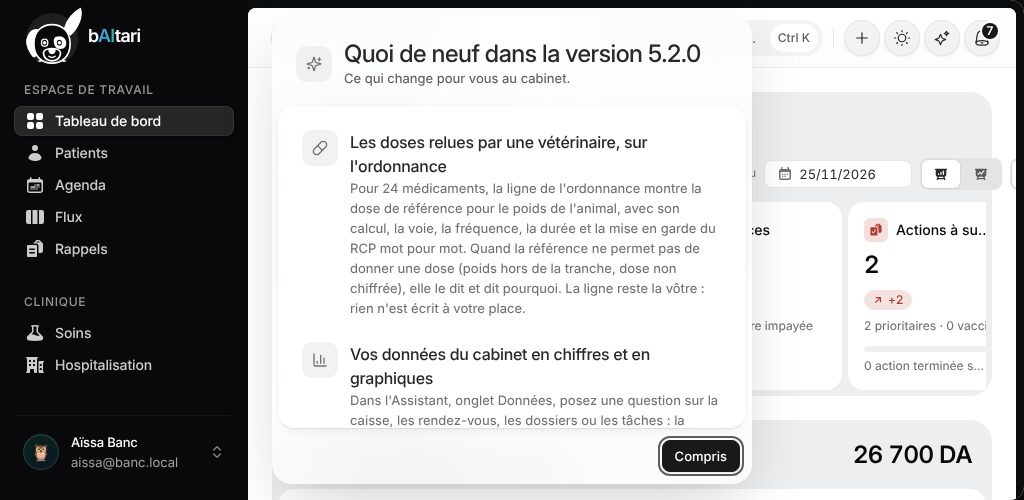 bAItari
ESPACE DE TRAVAIL
Tableau de bord
Patients
Agenda
Flux
Rappels
CLINIQUE
Soins
Hospitalisation
Aïssa Banc
aissa@banc.local
Quoi de neuf dans la version 5.2.0
Ce qui change pour vous au cabinet.
Les doses relues par une vétérinaire, sur
l'ordonnance
Pour 24 médicaments, la ligne de l'ordonnance montre la
dose de référence pour le poids de l'animal, avec son
calcul, la voie, la fréquence, la durée et la mise en garde du
RCP mot pour mot. Quand la référence ne permet pas de
donner une dose (poids hors de la tranche, dose non
chiffrée), elle le dit et dit pourquoi. La ligne reste la vôtre :
rien n'est écrit à votre place.
Vos données du cabinet en chiffres et en
graphiques
Dans l'Assistant, onglet Données, posez une question sur la
caisse, les rendez-vous, les dossiers ou les tâches : la
Compris
Ctrl K
7
25/11/2026
ces
re impayée
Actions à su...
2
+2
2 prioritaires · 0 vacci
0 action terminée s...
26 700 DA